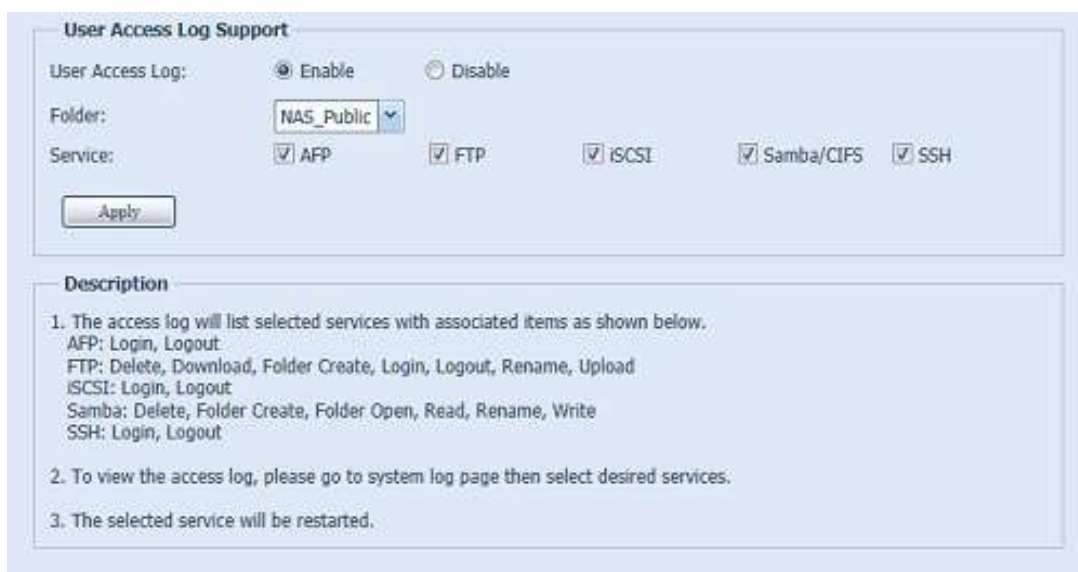 User Access Log Support
User Access Log: Enable Disable
Folder: NAS_Public
Service: AFP FTP iSCSI Samba/CIFS SSH
Apply
Description
1. The access log will list selected services with associated items as shown below.
AFP: Login, Logout
FTP: Delete, Download, Folder Create, Login, Logout, Rename, Upload
iSCSI: Login, Logout
Samba: Delete, Folder Create, Folder Open, Read, Rename, Write
SSH: Login, Logout
2. To view the access log, please go to system log page then select desired services.
3. The selected service will be restarted.